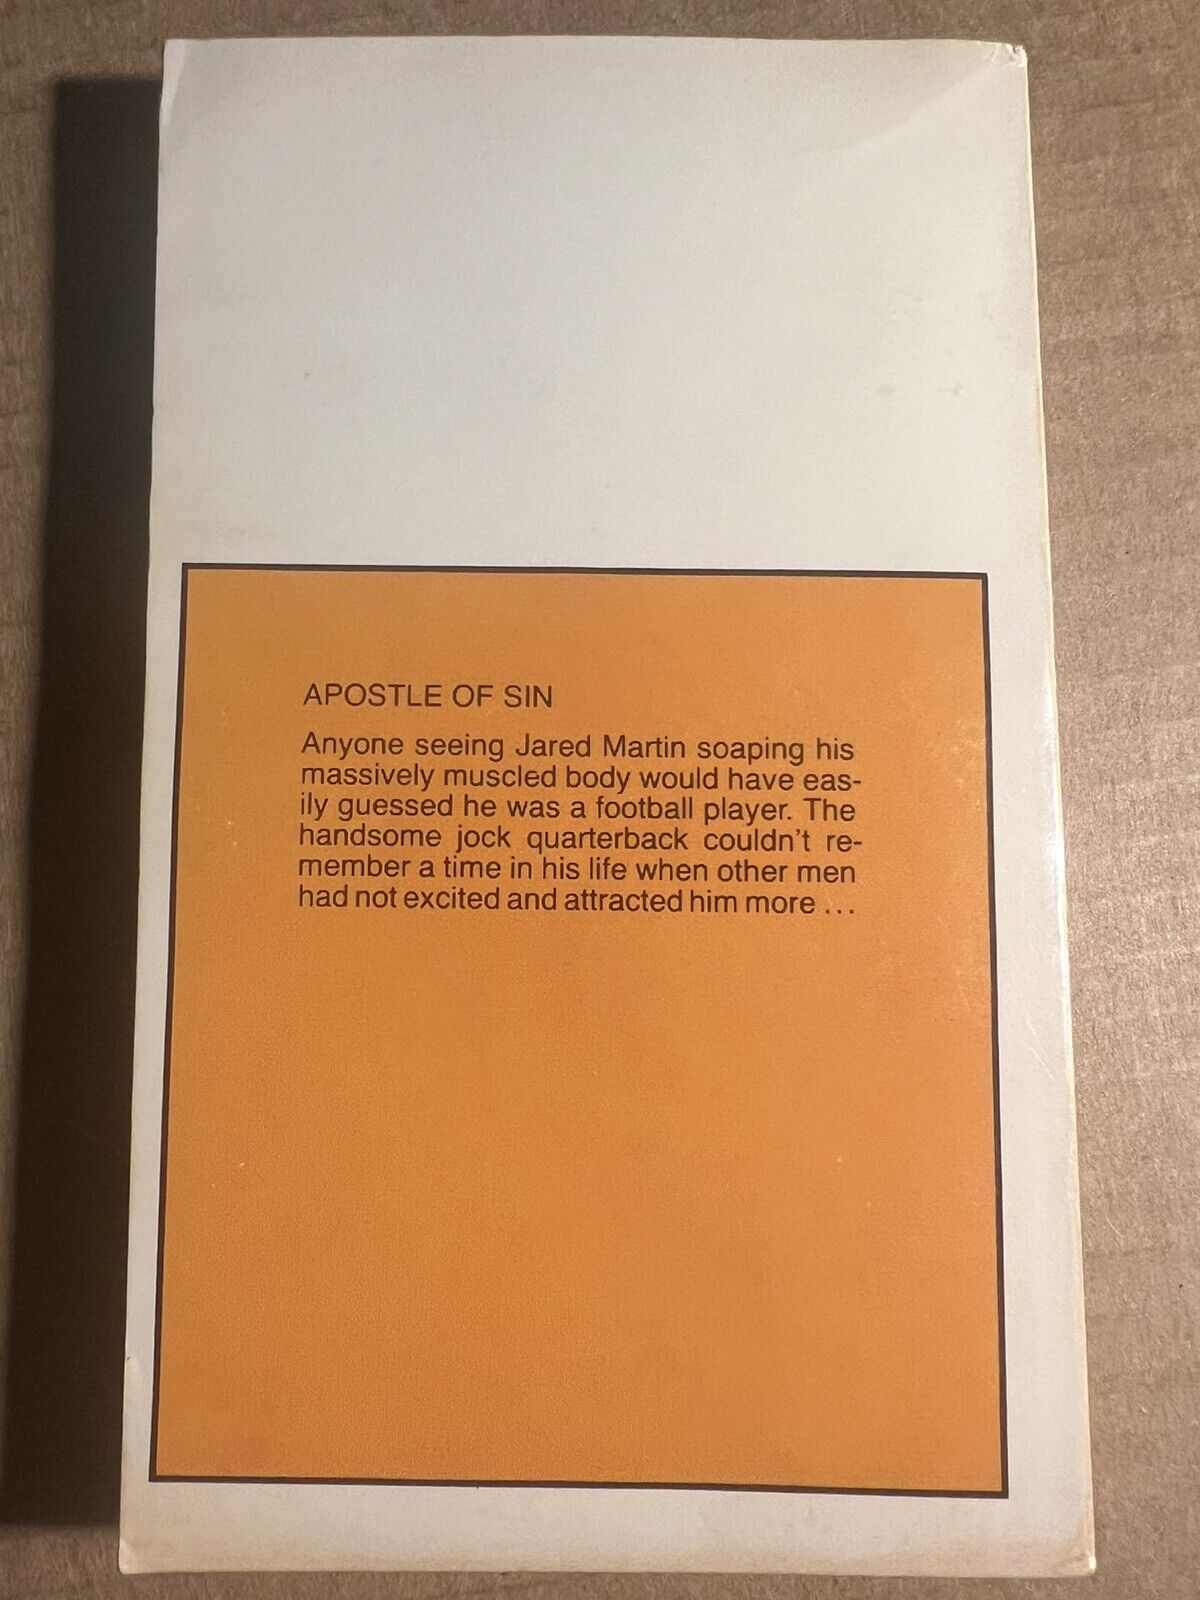 APOSTLE OF SIN
Anyone seeing Jared Martin soaping his
massively muscled body would have eas-
ily guessed he was a football player. The
handsome jock quarterback couldn't re-
member a time in his life when other men
had not excited and attracted him more ...